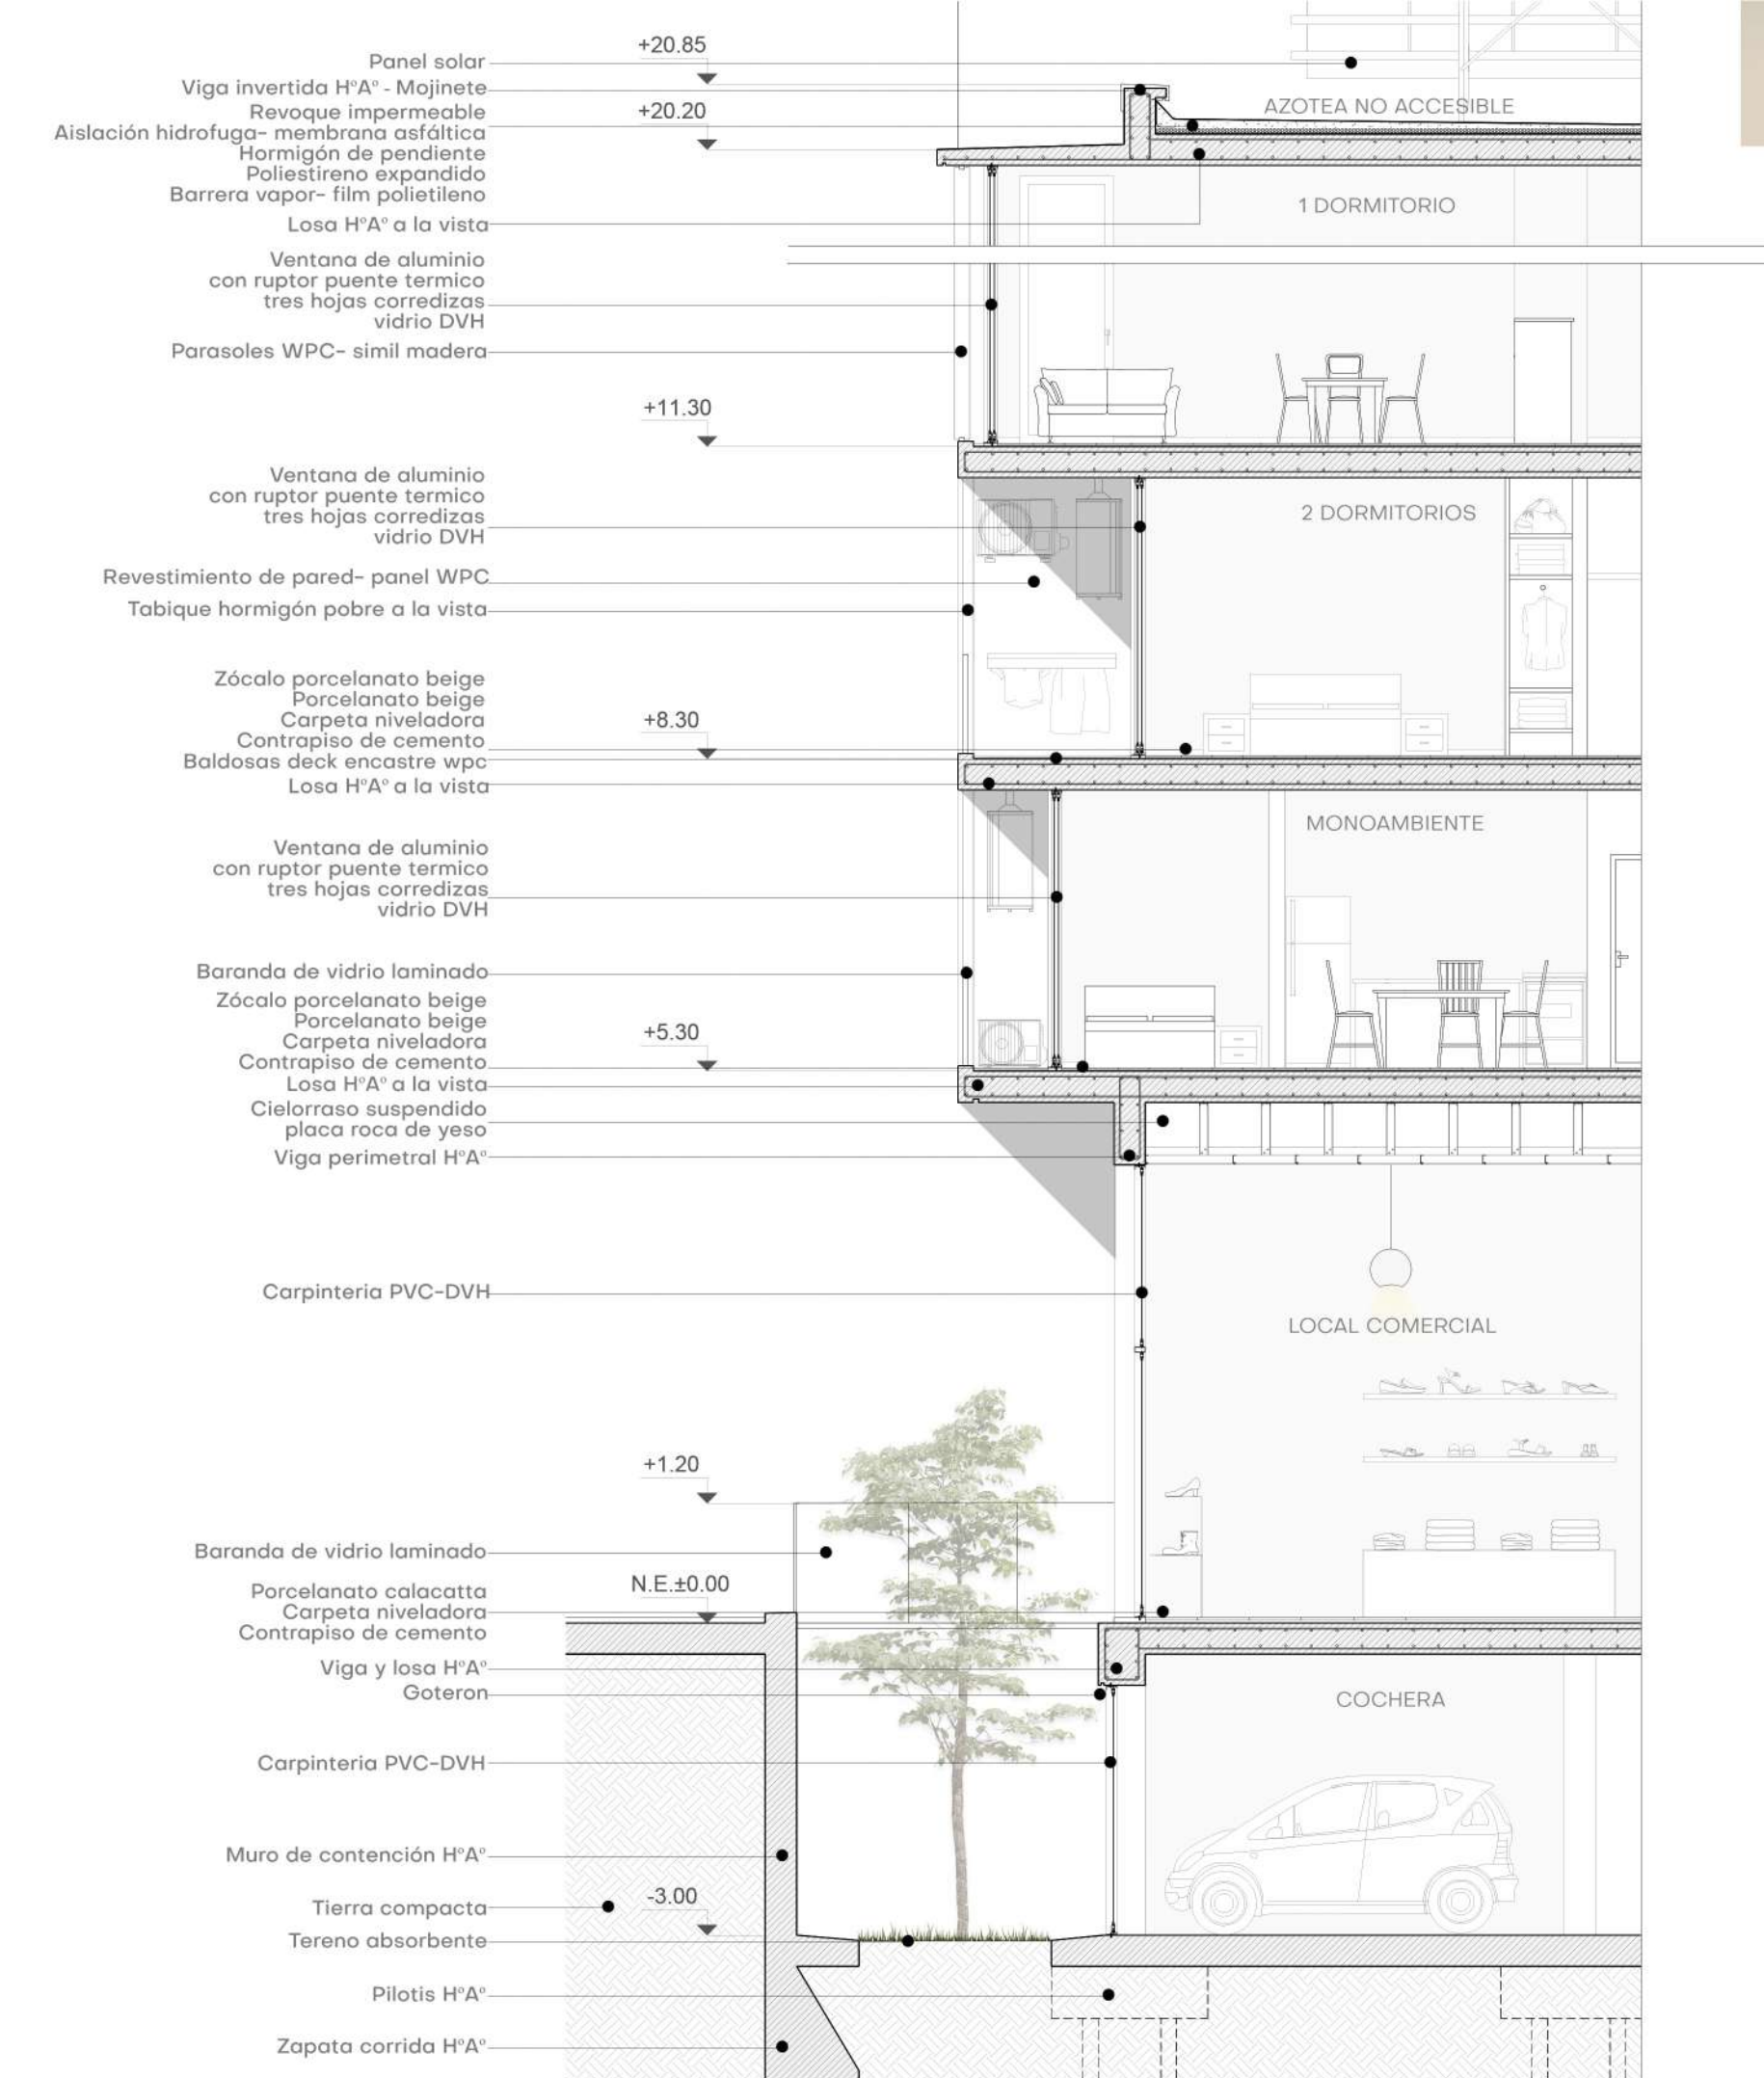 +20.85
Panel solar
Viga invertida HºAº - Mojinete
Revoque impermeable
+20.20
AZOTEA NO ACCESIBLE
Aislación hidrofuga- membrana asfáltica
Hormigón de pendiente
Poliestireno expandido
Barrera vapor- film polietileno
1 DORMITORIO
Losa HºAº a la vista
Ventana de aluminio
con ruptor puente termico
tres hojas corredizas
vidrio DVH
Parasoles WPC- simil madera
+11.30
Ventana de aluminio
con ruptor puente termico
tres hojas corredizas
vidrio DVH
2 DORMITORIOS
Revestimiento de pared- panel WPC
Tabique hormigón pobre a la vista
Zócalo porcelanato beige
Porcelanato beige
Carpeta niveladora
+8.30
Contrapiso de cemento
Baldosas deck encastre wpc
Losa HºAº a la vista
MONOAMBIENTE
Ventana de aluminio
con ruptor puente termico
tres hojas corredizas
vidrio DVH
Baranda de vidrio laminado
Zócalo porcelanato beige
Porcelanato beige
Carpeta niveladora
+5.30
Contrapiso de cemento
Losa HºAº a la vista
Cielorraso suspendido
placa roca de yeso
Viga perimetral HºAº
Carpinteria PVC-DVH
LOCAL COMERCIAL
+1.20
Baranda de vidrio laminado
N.E.±0.00
Porcelanato calacatta
Carpeta niveladora
Contrapiso de cemento
Viga y losa HºAº
Goteron
COCHERA
Carpinteria PVC-DVH
Muro de contención HºAº
-3.00
Tierra compacta
Tereno absorbente
Pilotis HºAº
Zapata corrida HºAº